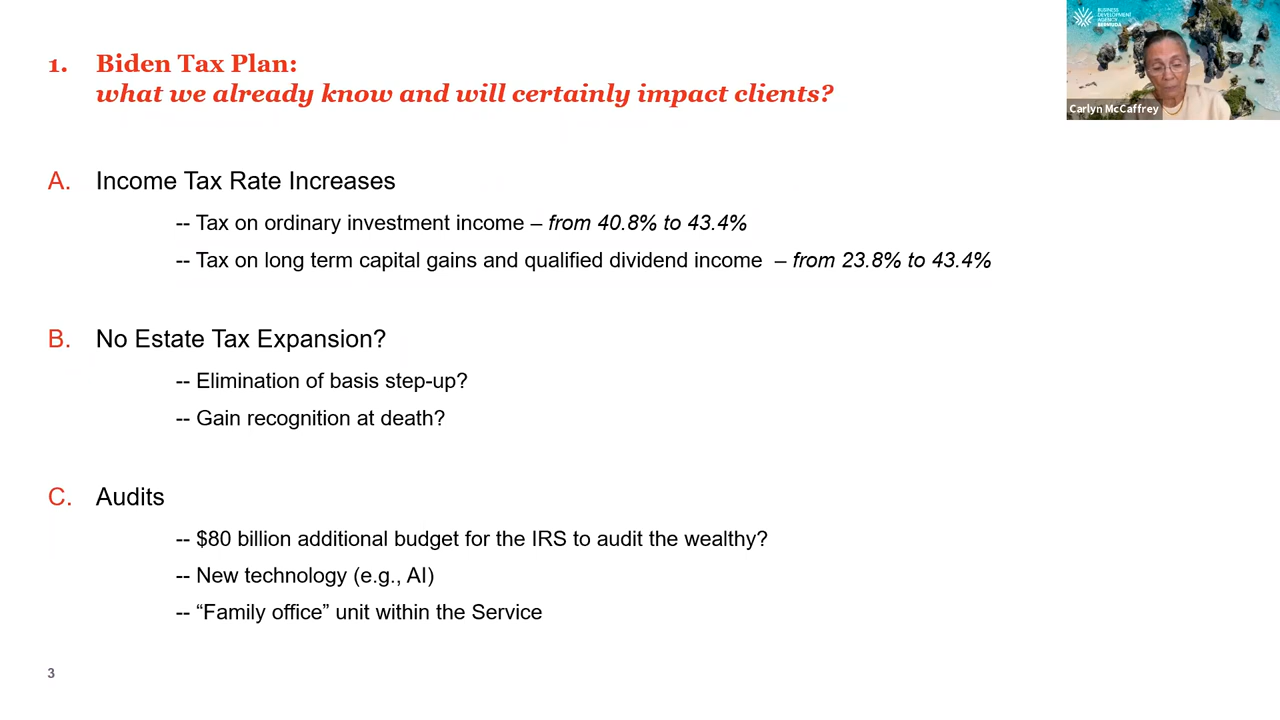 1. Biden Tax Plan:
what we already know and will certainly impact clients?
BUSINESS
DEVELOPMENT
AGENCY
BERMUDA
Carlyn McCaffrey
A. Income Tax Rate Increases
-- Tax on ordinary investment income – from 40.8% to 43.4%
-- Tax on long term capital gains and qualified dividend income – from 23.8% to 43.4%
B. No Estate Tax Expansion?
-- Elimination of basis step-up?
-- Gain recognition at death?
C. Audits
-- $80 billion additional budget for the IRS to audit the wealthy?
-- New technology (e.g., AI)
-- “Family office” unit within the Service
3